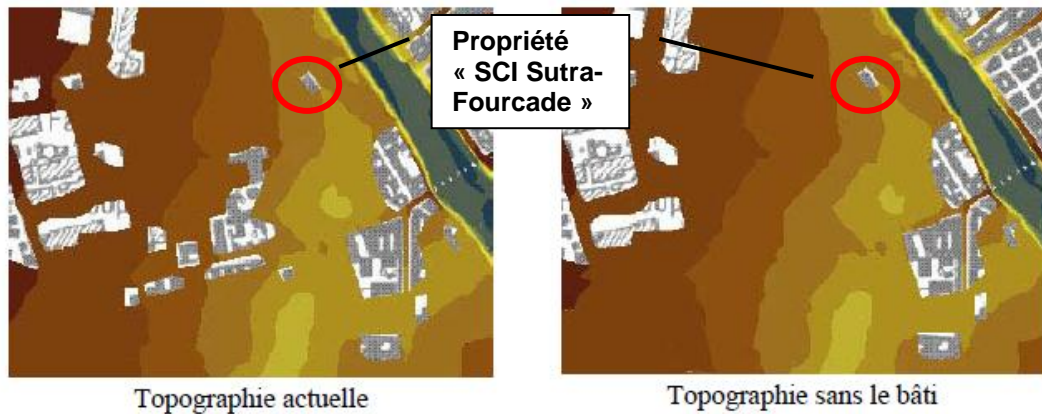 Propriété
« SCI Sutra-
Fourcade »
Topographie actuelle
Topographie sans le bâti